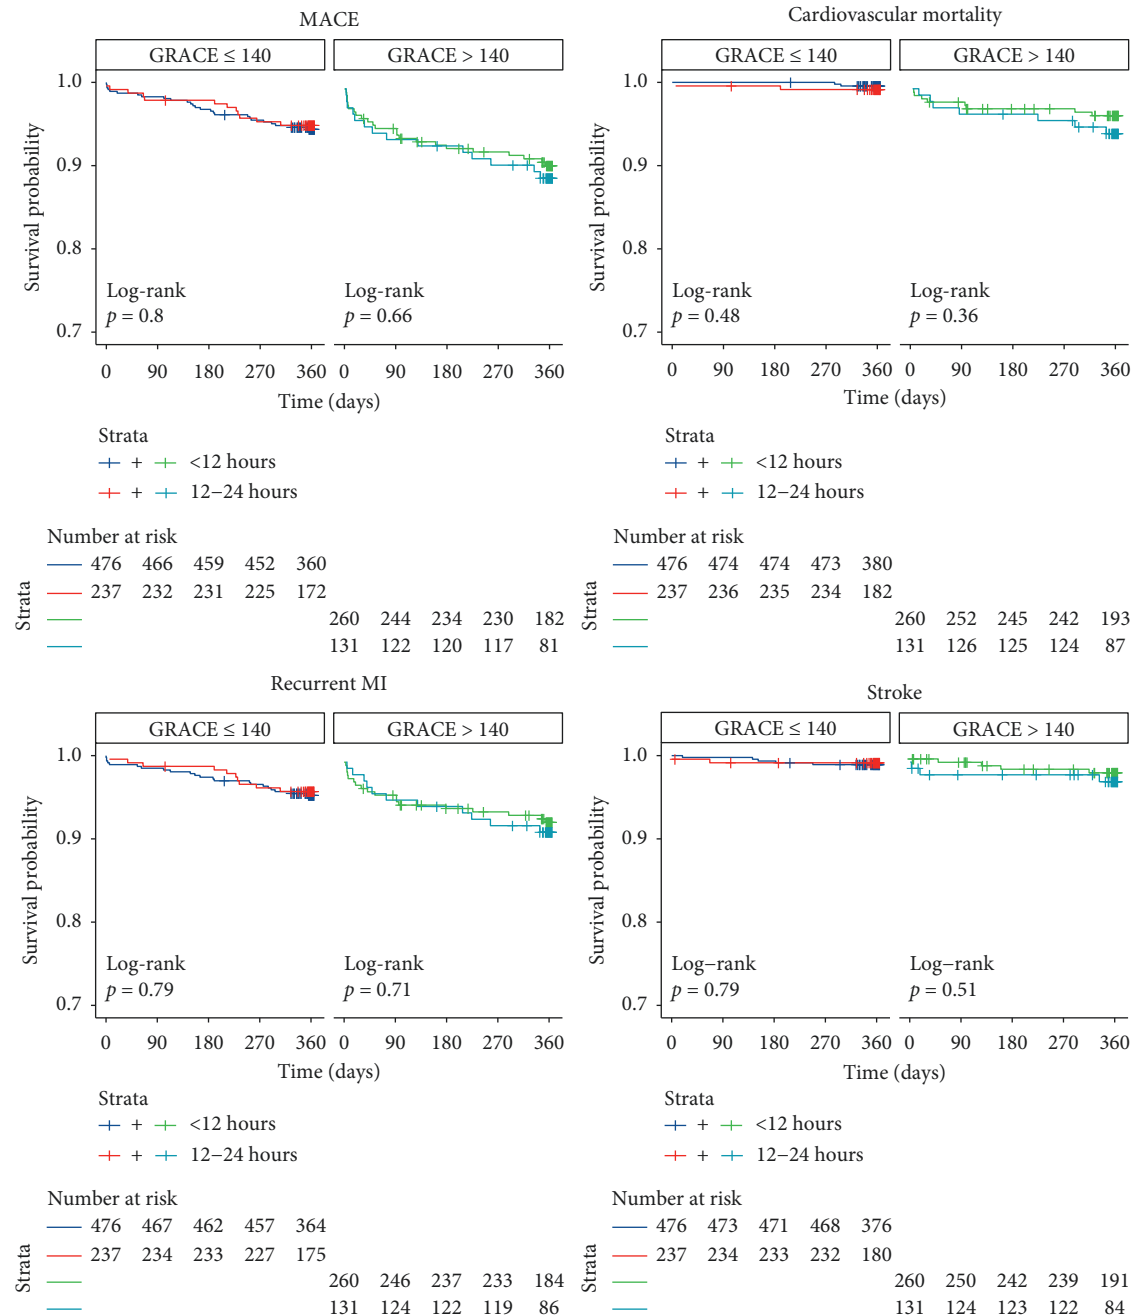 MACE
GRACE ≤ 140 GRACE > 140
Survival probability
1.0
0.9
0.8
0.7
Log-rank
p = 0.8
Log-rank
p = 0.66
0 90 180 270 360 0 90 180 270 360
Time (days)
Strata
+ <12 hours
+ 12−24 hours
Number at risk
Strata
476 466 459 452 360
237 232 231 225 172
260 244 234 230 182
131 122 120 117 81
Cardiovascular mortality
GRACE ≤ 140 GRACE > 140
Survival probability
1.0
0.9
0.8
0.7
Log-rank
p = 0.48
Log-rank
p = 0.36
0 90 180 270 360 0 90 180 270 360
Time (days)
Strata
+ <12 hours
+ 12−24 hours
Number at risk
Strata
476 474 474 473 380
237 236 235 234 182
260 252 245 242 193
131 126 125 124 87
Recurrent MI
GRACE ≤ 140 GRACE > 140
Survival probability
1.0
0.9
0.8
0.7
Log-rank
p = 0.79
Log-rank
p = 0.71
0 90 180 270 360 0 90 180 270 360
Time (days)
Strata
+ <12 hours
+ 12−24 hours
Number at risk
Strata
476 467 462 457 364
237 234 233 227 175
260 246 237 233 184
131 124 122 119 86
Stroke
GRACE ≤ 140 GRACE > 140
Survival probability
1.0
0.9
0.8
0.7
Log−rank
p = 0.79
Log−rank
p = 0.51
0 90 180 270 360 0 90 180 270 360
Time (days)
Strata
+ <12 hours
+ 12−24 hours
Number at risk
Strata
476 473 471 468 376
237 234 233 232 180
260 250 242 239 191
131 124 123 122 84